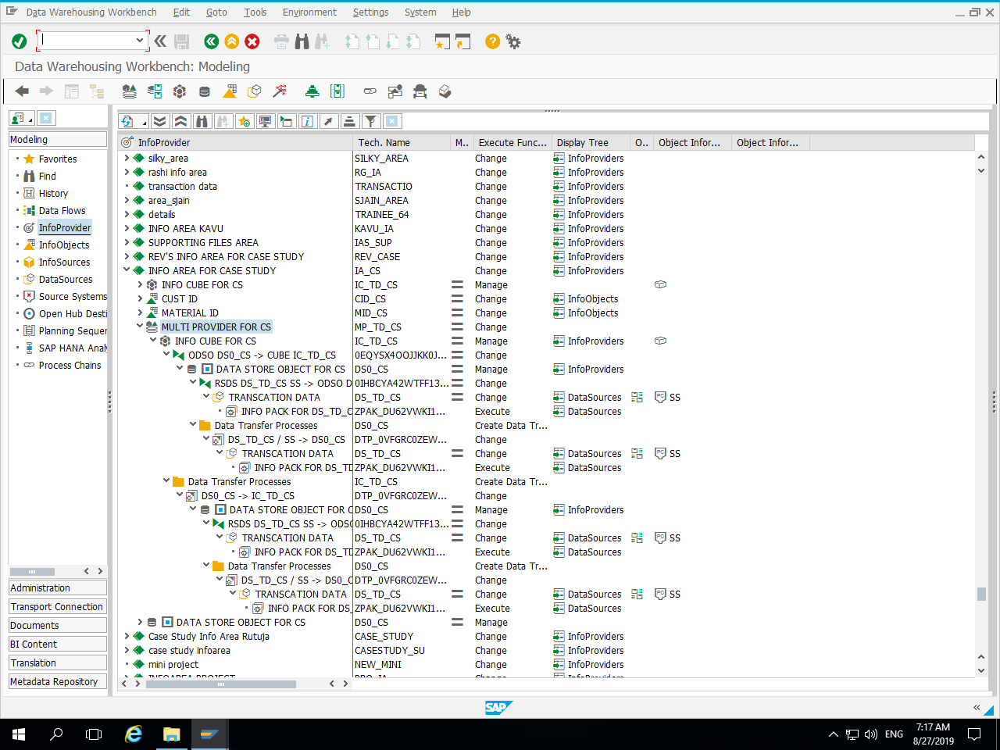 Data Warehousing Workbench Edit Goto Tools Environment Settings System Help
Data Warehousing Workbench: Modeling
Modeling
Favorites
Find
History
Data Flows
InfoProvider
InfoObjects
InfoSources
DataSources
Source Systems
Open Hub Desti
Planning Sequer
SAP HANA Analy
Process Chains
Administration
Transport Connection
Documents
BI Content
Translation
Metadata Repository
InfoProvider Tech. Name M.. Execute Func... Display Tree O.. Object Infor... Object Infor...
silky_area SILKY_AREA Change InfoProviders
rashi info area RG_IA Change InfoProviders
transaction data TRANSACTIO Change InfoProviders
area_sjain SJAIN_AREA Change InfoProviders
details TRAINEE_64 Change InfoProviders
INFO AREA KAVU KAVU_IA Change InfoProviders
SUPPORTING FILES AREA IAS_SUP Change InfoProviders
REV'S INFO AREA FOR CASE STUDY REV_CASE Change InfoProviders
INFO AREA FOR CASE STUDY IA_CS Change InfoProviders
INFO CUBE FOR CS IC_TD_CS Manage
CUST ID CID_CS Change InfoObjects
MATERIAL ID MID_CS Change InfoObjects
MULTI PROVIDER FOR CS MP_TD_CS Change
INFO CUBE FOR CS IC_TD_CS Manage InfoProviders
ODSO DS0_CS -> CUBE IC_TD_CS 0EQYSX4OOJJKK0J... Change
DATA STORE OBJECT FOR CS DS0_CS Manage InfoProviders
RSDS DS_TD_CS SS -> ODSO D 0IHBCYA42WTFF13... Change
TRANSCATION DATA DS_TD_CS Change DataSources SS
INFO PACK FOR DS_TD_C ZPAK_DU62VWKI1... Execute DataSources
Data Transfer Processes DS0_CS Create Data Tr...
DS_TD_CS / SS -> DS0_CS DTP_0VFGRC0ZEW... Change
TRANSCATION DATA DS_TD_CS Change DataSources SS
INFO PACK FOR DS_TD ZPAK_DU62VWKI1... Execute DataSources
Data Transfer Processes IC_TD_CS Create Data Tr...
DS0_CS -> IC_TD_CS DTP_0VFGRC0ZEW... Change
DATA STORE OBJECT FOR C DS0_CS Manage InfoProviders
RSDS DS_TD_CS SS -> ODSO 0IHBCYA42WTFF13... Change
TRANSCATION DATA DS_TD_CS Change DataSources SS
INFO PACK FOR DS_TD ZPAK_DU62VWKI1... Execute DataSources
Data Transfer Processes DS0_CS Create Data Tr...
DS_TD_CS / SS -> DS0_C DTP_0VFGRC0ZEW... Change
TRANSCATION DATA DS_TD_CS Change DataSources SS
INFO PACK FOR DS_ ZPAK_DU62VWKI1... Execute DataSources
DATA STORE OBJECT FOR CS DS0_CS Manage
Case Study Info Area Rutuja CASE_STUDY Change InfoProviders
case study infoarea CASESTUDY_SU Change InfoProviders
mini project NEW_MINI Change InfoProviders
INFOAREA PROJECT PRO_IA Change InfoProviders
SAP
ENG
7:17 AM
8/27/2019